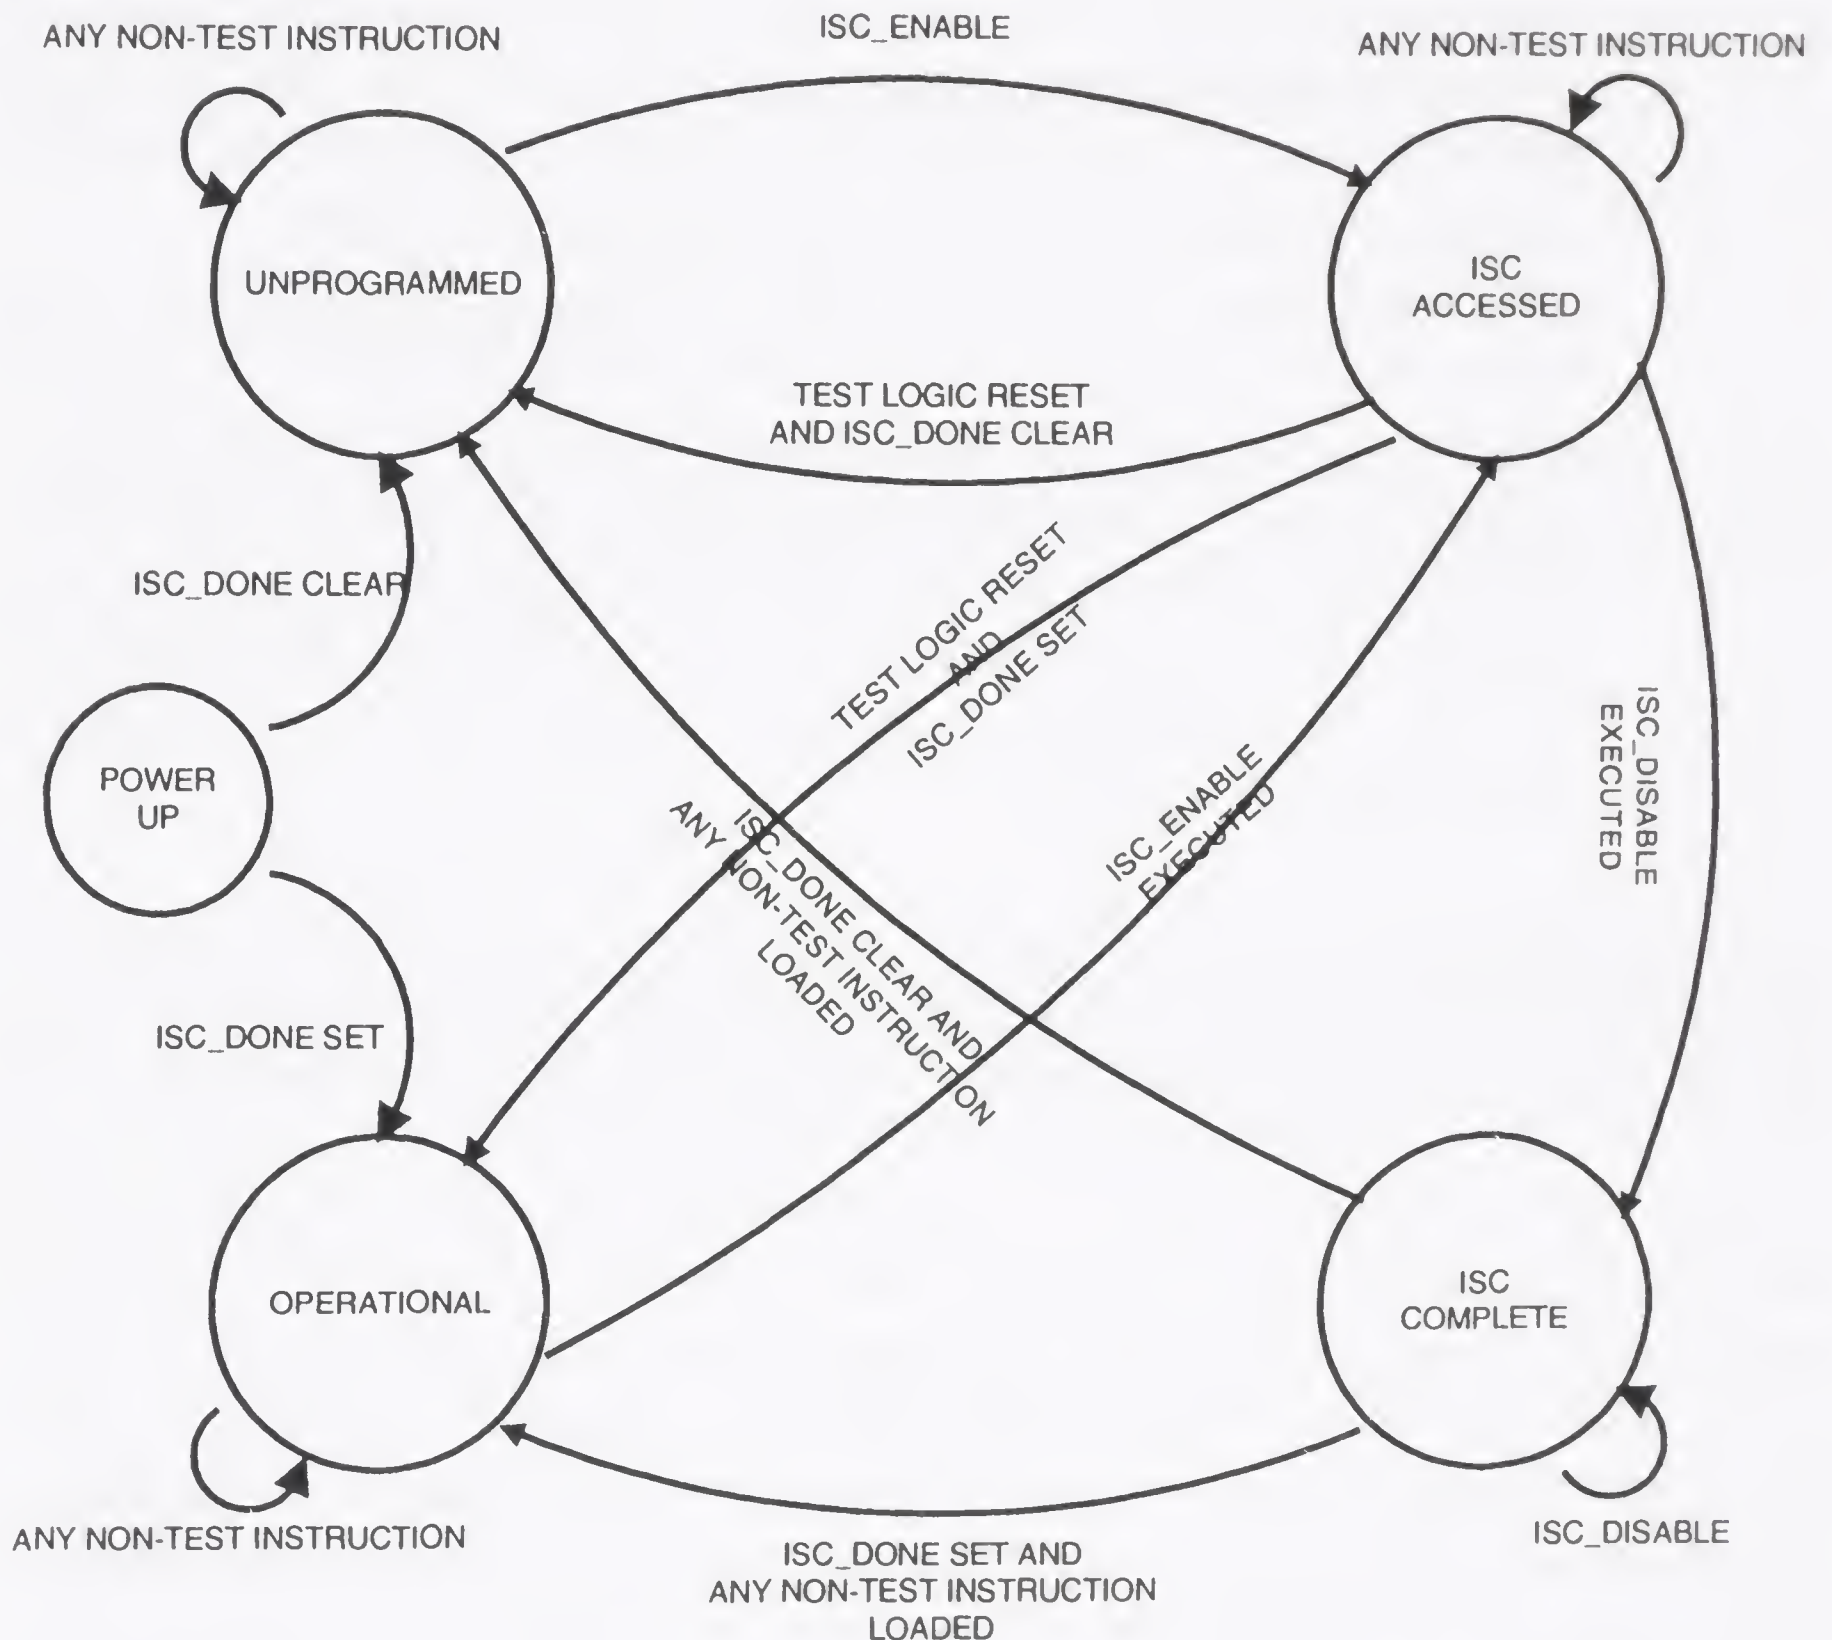 ISC_ENABLE
ANY NON-TEST INSTRUCTION
ANY NON-TEST INSTRUCTION
UNPROGRAMMED
ISC
ACCESSED
TEST LOGIC RESET
AND ISC_DONE CLEAR
ISC_DONE CLEAR
TEST LOGIC RESET
AND
ISC_DONE SET
POWER
UP
ISC_ENABLE
EXECUTED
ISC_DISABLE
EXECUTED
ISC_DONE CLEAR AND
ANY NON-TEST INSTRUCTION
LOADED
ISC_DONE SET
OPERATIONAL
ISC
COMPLETE
ANY NON-TEST INSTRUCTION
ISC_DISABLE
ISC_DONE SET AND
ANY NON-TEST INSTRUCTION
LOADED